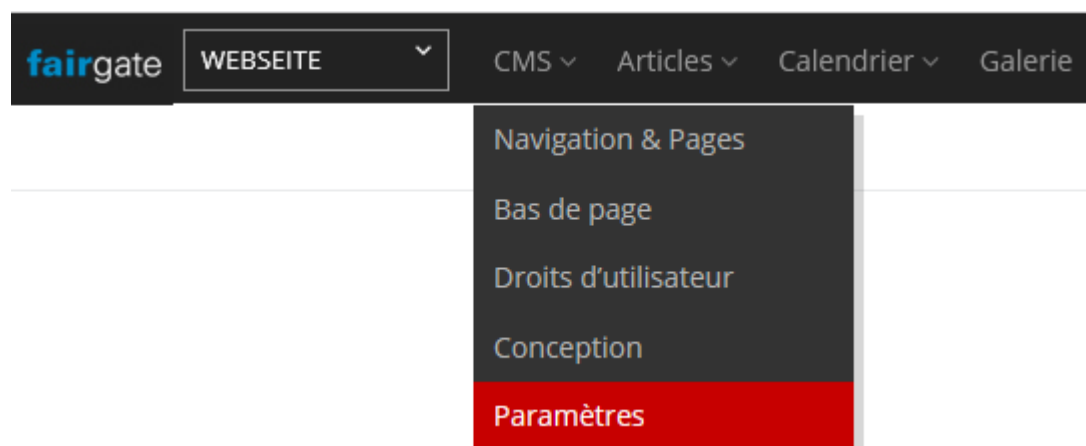 fairgate WEBSEITE CMS Articles Calendrier Galerie
Navigation & Pages
Bas de page
Droits d’utilisateur
Conception
Paramètres